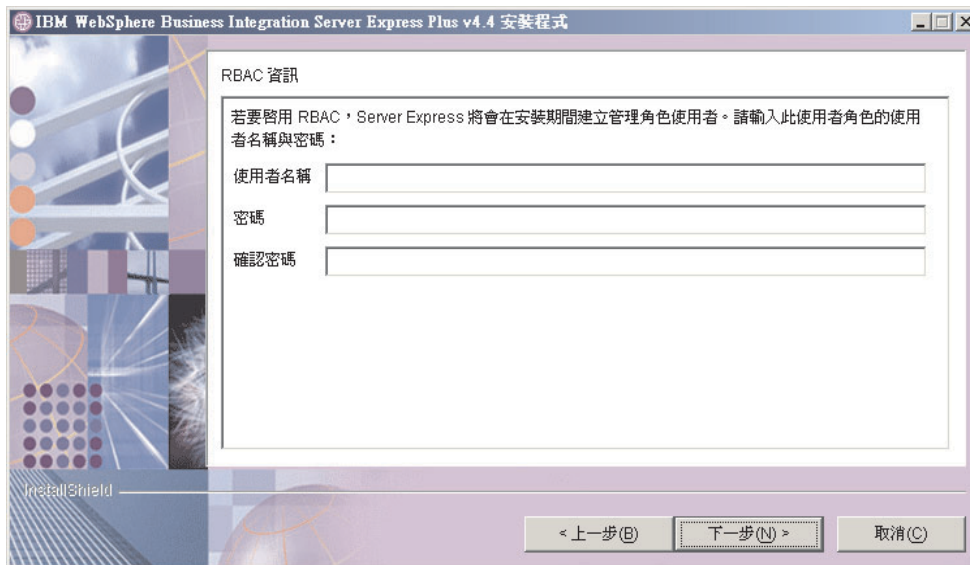 IBM WebSphere Business Integration Server Express Plus v4.4 安裝程式
RBAC 資訊
若要啓用 RBAC，Server Express 將會在安裝期間建立管理角色使用者。請輸入此使用者角色的使用
者名稱與密碼：
使用者名稱
密碼
確認密碼
InstallShield
< 上一步(B)
下一步(N) >
取消(C)